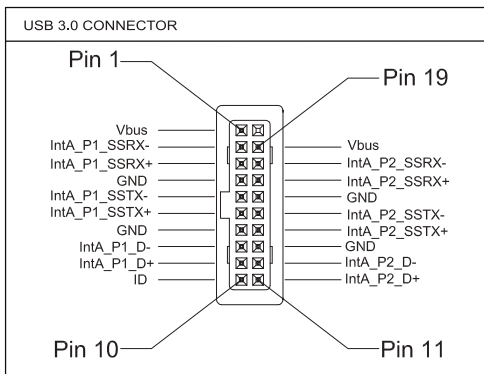 USB 3.0 CONNECTOR
Pin 1
Pin 19
Vbus
IntA_P1_SSRX-
IntA_P1_SSRX+
GND
IntA_P1_SSTX-
IntA_P1_SSTX+
GND
IntA_P1_D-
IntA_P1_D+
ID
Vbus
IntA_P2_SSRX-
IntA_P2_SSRX+
GND
IntA_P2_SSTX-
IntA_P2_SSTX+
GND
IntA_P2_D-
IntA_P2_D+
Pin 10
Pin 11